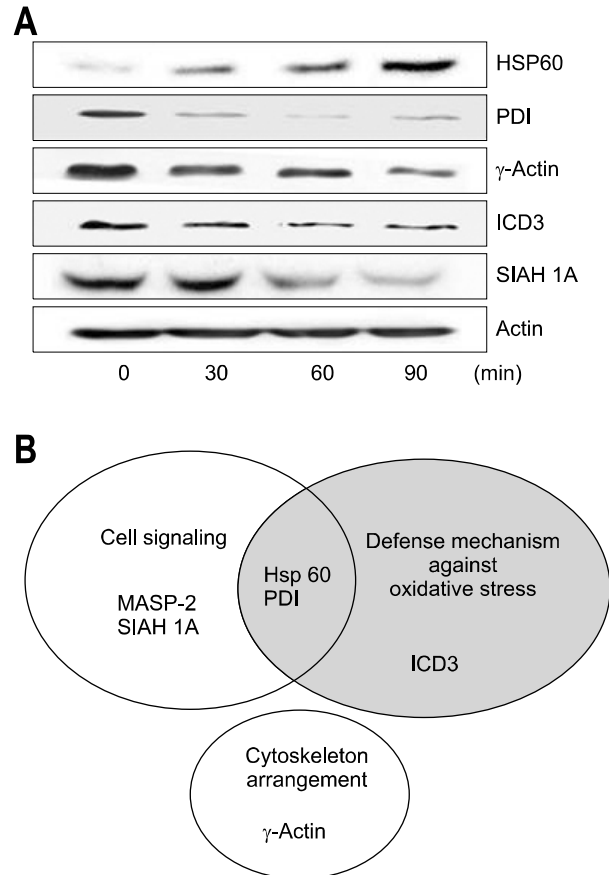 A
HSP60
PDI
γ-Actin
ICD3
SIAH 1A
Actin
0 30 60 90 (min)
B
Cell signaling
MASP-2
SIAH 1A
Hsp 60
PDI
Defense mechanism
against
oxidative stress
ICD3
Cytoskeleton
arrangement
γ-Actin